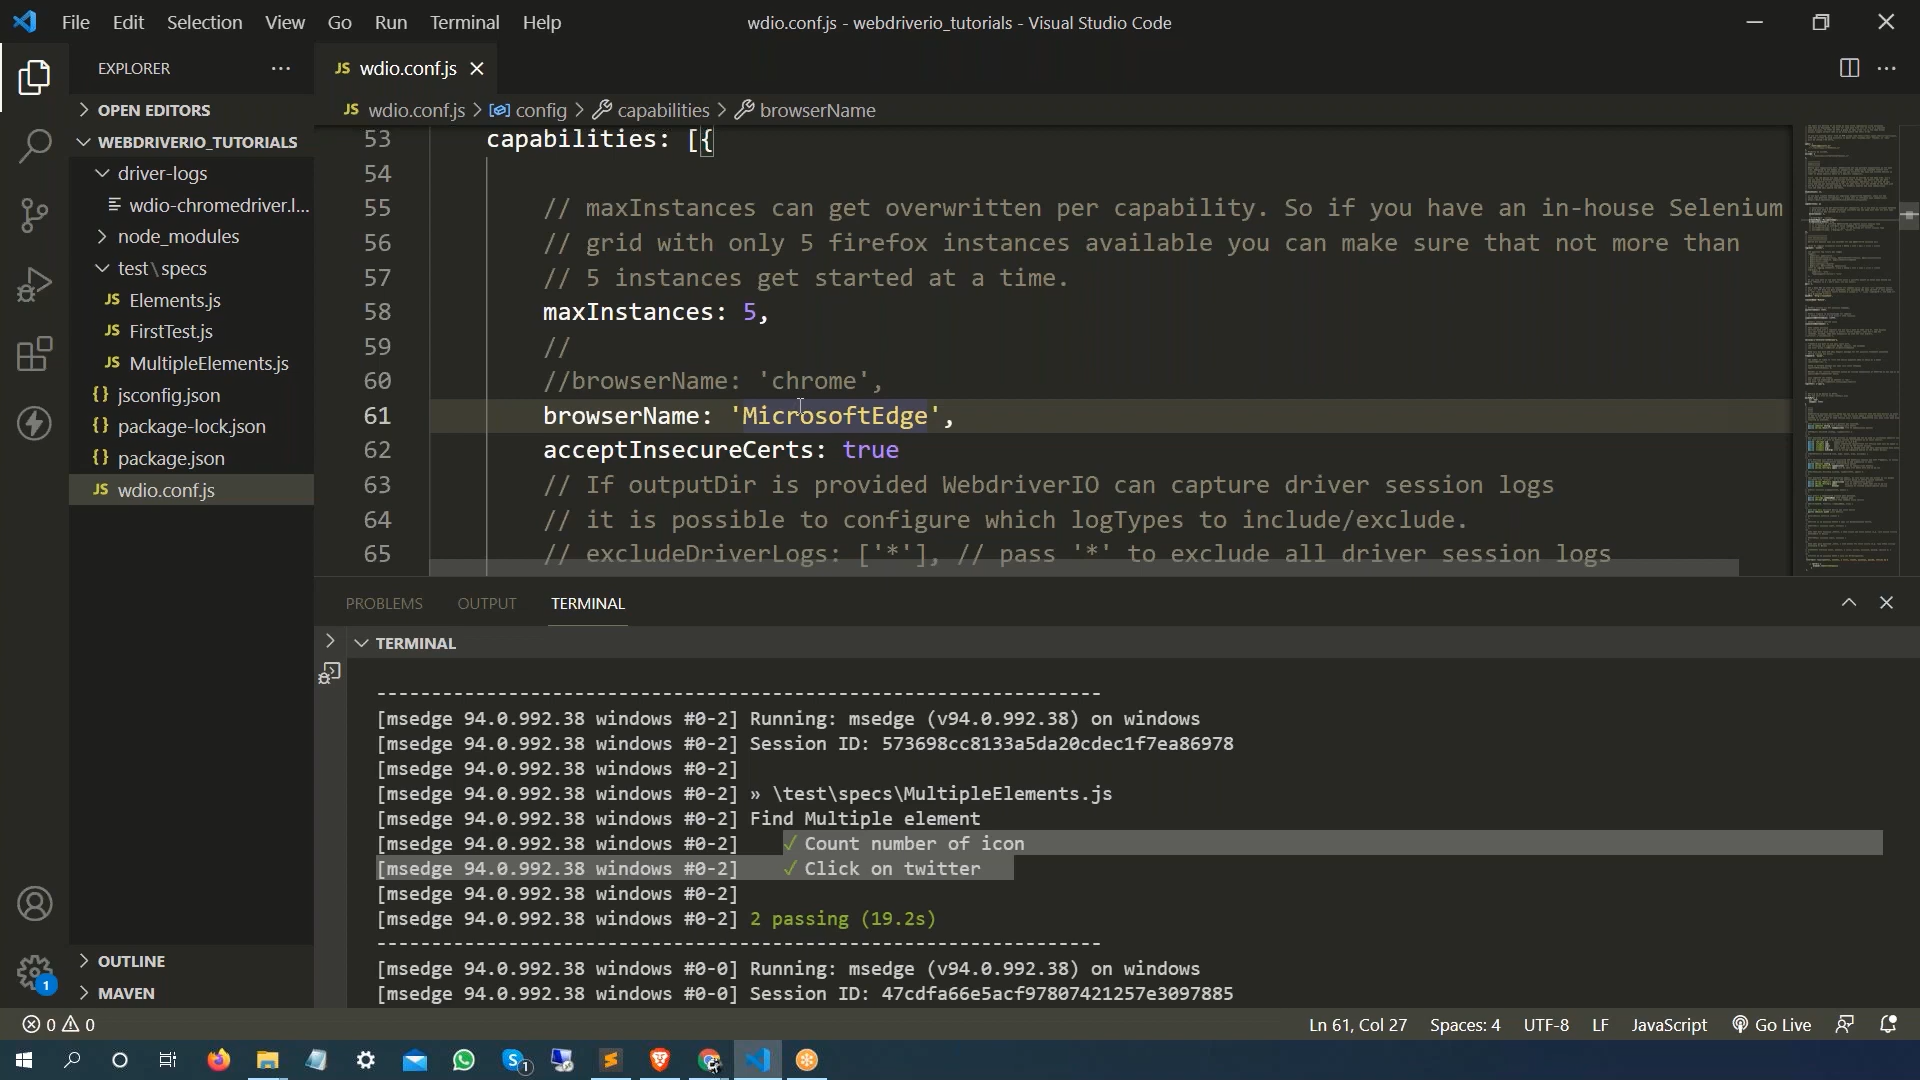 File Edit Selection View Go Run Terminal Help
wdio.conf.js - webdriverio_tutorials - Visual Studio Code
EXPLORER
OPEN EDITORS
WEBDRIVERIO_TUTORIALS
driver-logs
wdio-chromedriver.l...
node_modules
test\specs
JS Elements.js
JS FirstTest.js
JS MultipleElements.js
{} jsconfig.json
{} package-lock.json
{} package.json
JS wdio.conf.js
OUTLINE
MAVEN
1
JS wdio.conf.js
JS wdio.conf.js > config > capabilities > browserName
53 capabilities: [{
54
55 // maxInstances can get overwritten per capability. So if you have an in-house Selenium
56 // grid with only 5 firefox instances available you can make sure that not more than
57 // 5 instances get started at a time.
58 maxInstances: 5,
59 //
60 //browserName: 'chrome',
61 browserName: 'MicrosoftEdge',
62 acceptInsecureCerts: true
63 // If outputDir is provided WebdriverIO can capture driver session logs
64 // it is possible to configure which logTypes to include/exclude.
65 // excludeDriverLogs: ['*'], // pass '*' to exclude all driver session logs
PROBLEMS OUTPUT TERMINAL
TERMINAL
------------------------------------------------------------------
[msedge 94.0.992.38 windows #0-2] Running: msedge (v94.0.992.38) on windows
[msedge 94.0.992.38 windows #0-2] Session ID: 573698cc8133a5da20cdec1f7ea86978
[msedge 94.0.992.38 windows #0-2]
[msedge 94.0.992.38 windows #0-2] » \test\specs\MultipleElements.js
[msedge 94.0.992.38 windows #0-2] Find Multiple element
[msedge 94.0.992.38 windows #0-2] ✓ Count number of icon
[msedge 94.0.992.38 windows #0-2] ✓ Click on twitter
[msedge 94.0.992.38 windows #0-2]
[msedge 94.0.992.38 windows #0-2] 2 passing (19.2s)
------------------------------------------------------------------
[msedge 94.0.992.38 windows #0-0] Running: msedge (v94.0.992.38) on windows
[msedge 94.0.992.38 windows #0-0] Session ID: 47cdfa66e5acf97807421257e3097885
0 0 Ln 61, Col 27 Spaces: 4 UTF-8 LF JavaScript Go Live
1